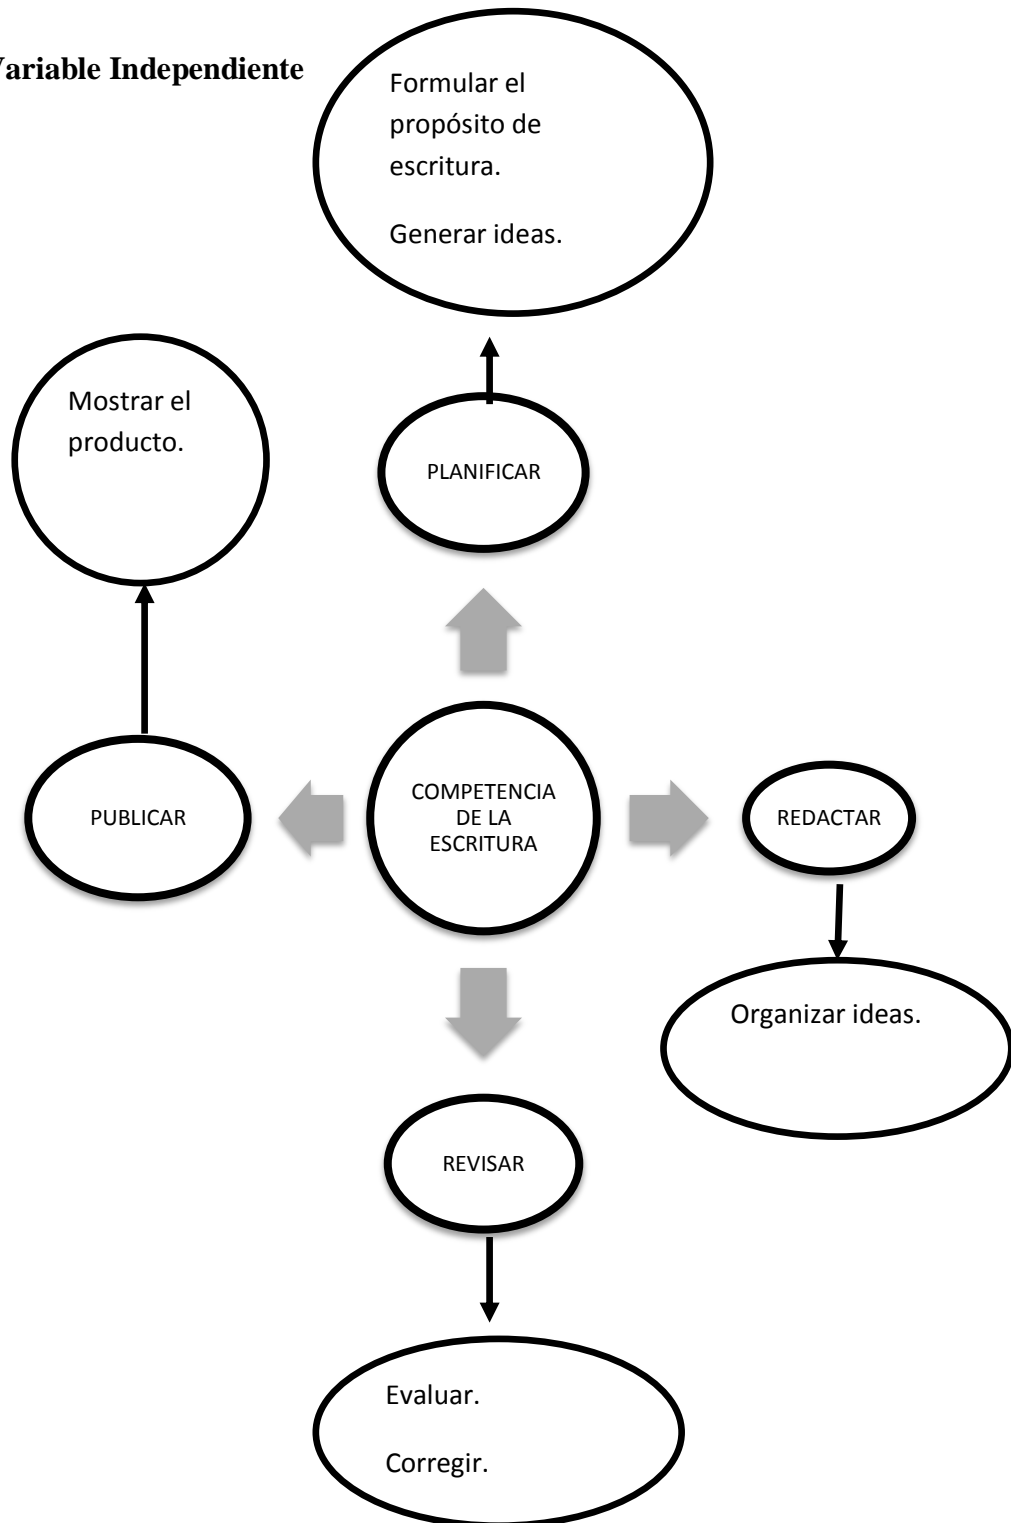 Variable Independiente
Formular el
propósito de
escritura.
Generar ideas.
Mostrar el
producto.
PLANIFICAR
COMPETENCIA
DE LA
ESCRITURA
PUBLICAR
REDACTAR
Organizar ideas.
REVISAR
Evaluar.
Corregir.